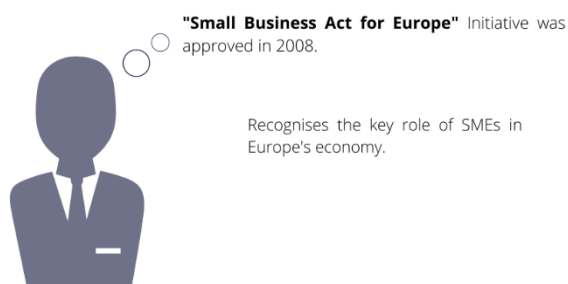 "Small Business Act for Europe" Initiative was
approved in 2008.
Recognises the key role of SMEs in
Europe's economy.